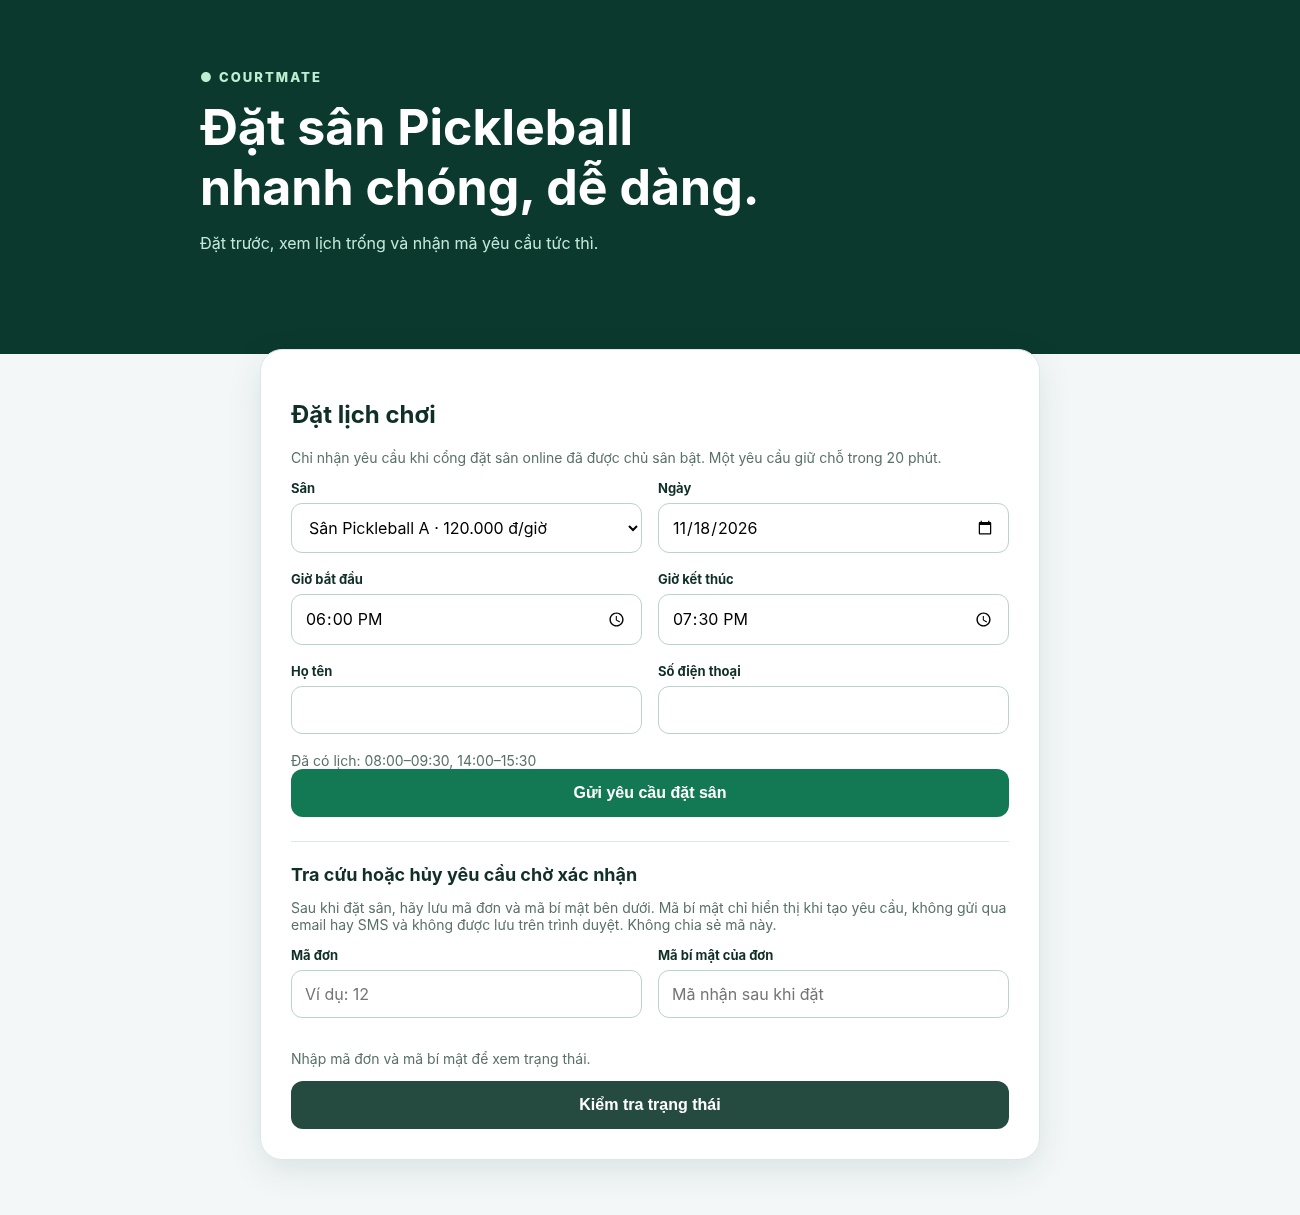 COURTMATE
Đặt sân Pickleball
nhanh chóng, dễ dàng.
Đặt trước, xem lịch trống và nhận mã yêu cầu tức thì.
Đặt lịch chơi
Chỉ nhận yêu cầu khi cổng đặt sân online đã được chủ sân bật. Một yêu cầu giữ chỗ trong 20 phút.
Sân
Ngày
Sân Pickleball A · 120.000 đ/giờ
11/18/2026
Giờ bắt đầu
Giờ kết thúc
06:00 PM
07:30 PM
Họ tên
Số điện thoại
Đã có lịch: 08:00–09:30, 14:00–15:30
Gửi yêu cầu đặt sân
Tra cứu hoặc hủy yêu cầu chờ xác nhận
Sau khi đặt sân, hãy lưu mã đơn và mã bí mật bên dưới. Mã bí mật chỉ hiển thị khi tạo yêu cầu, không gửi qua
email hay SMS và không được lưu trên trình duyệt. Không chia sẻ mã này.
Mã đơn
Mã bí mật của đơn
Ví dụ: 12
Mã nhận sau khi đặt
Nhập mã đơn và mã bí mật để xem trạng thái.
Kiểm tra trạng thái